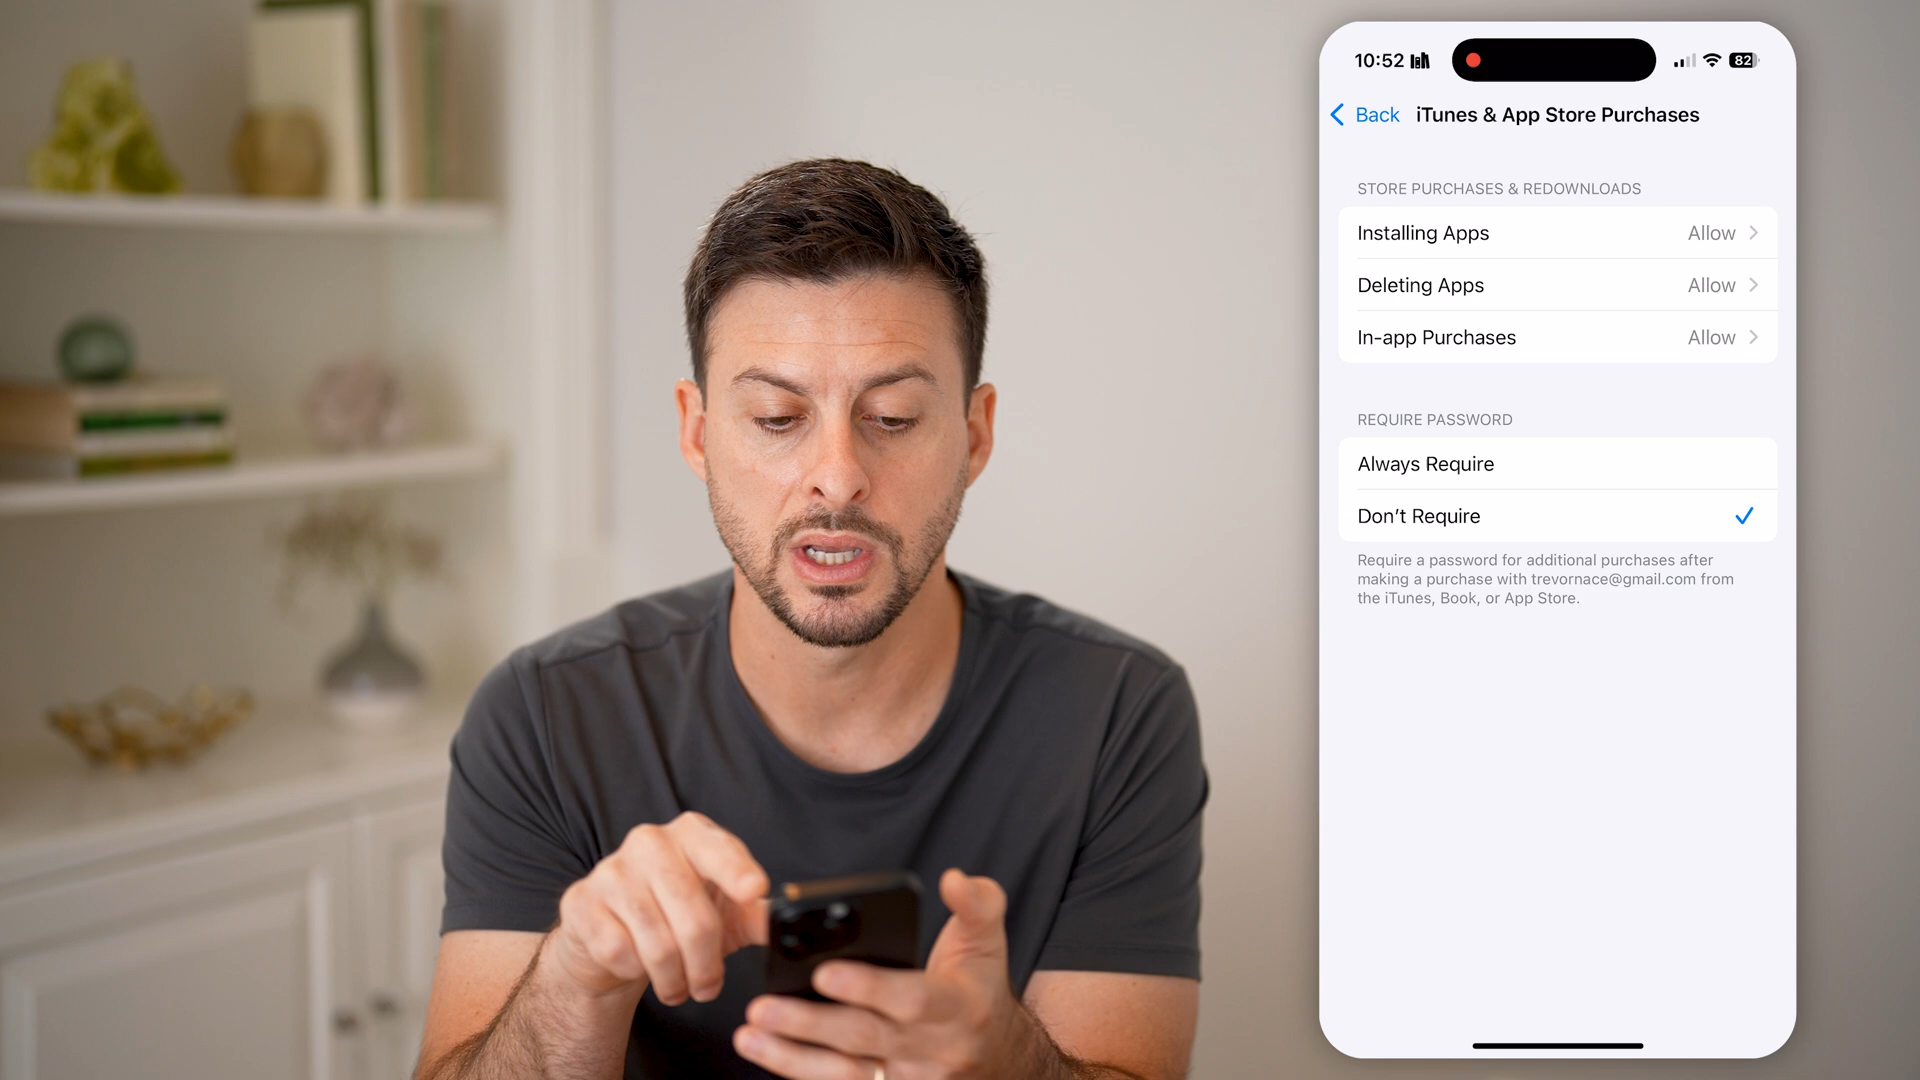 10:52
82
Back iTunes & App Store Purchases
STORE PURCHASES & REDOWNLOADS
Installing Apps Allow
Deleting Apps Allow
In-app Purchases Allow
REQUIRE PASSWORD
Always Require
Don't Require
Require a password for additional purchases after
making a purchase with trevornace@gmail.com from
the iTunes, Book, or App Store.